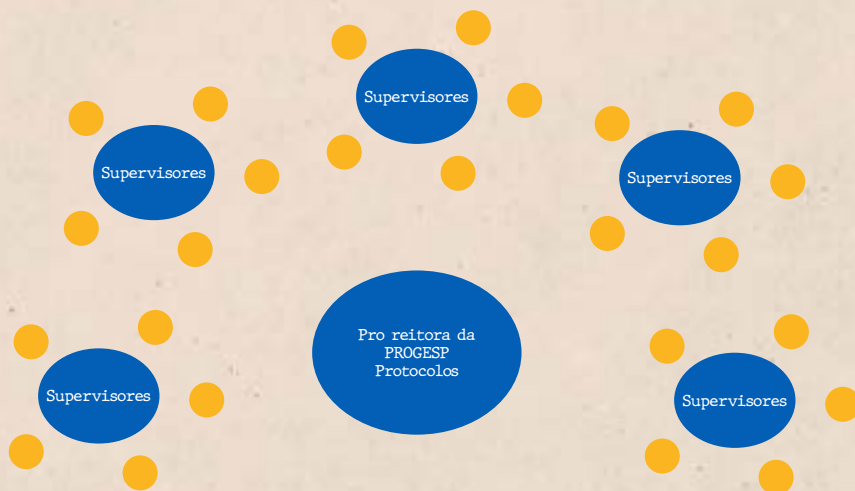 Supervisores
Supervisores
Supervisores
Pro reitora da
PROGESP
Protocolos
Supervisores
Supervisores